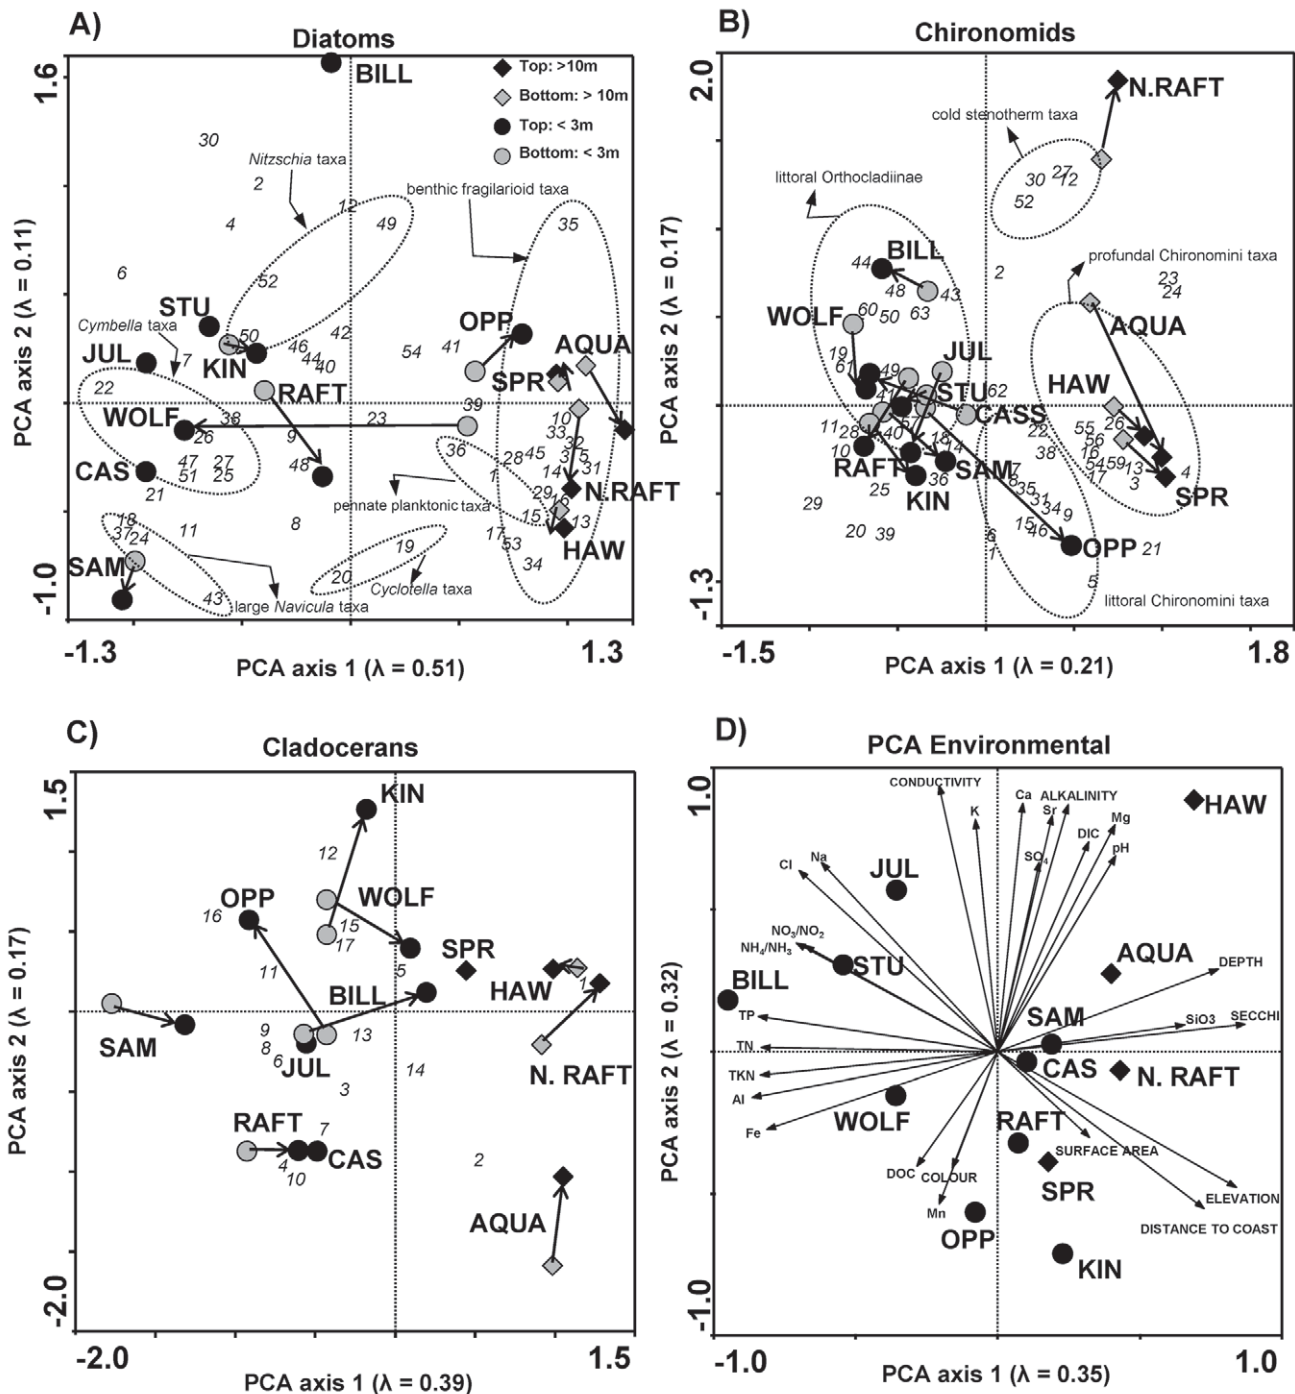 A)
Diatoms
1.6
BILL
Top: >10m
Bottom: > 10m
Top: < 3m
Bottom: < 3m
30
Nitzschia taxa
2
benthic fragilarioid taxa
12
4
49
35
6
52
STU
OPP
Cymbella taxa
50
42
46
54
41
AQUA
JUL
7
KIN
44
40
SPR
22
RAFT
WOLF
38
23
39
10
26
9
33
32
36
45
47
27
28
3
5
CAS
51
25
48
1
14
31
21
29
N.RAFT
pennate planktonic taxa
16
18
8
15
13
37
24
11
17
53
HAW
19
34
SAM
20
Cyclotella taxa
43
large Navicula taxa
-1.0
-1.3
1.3
PCA axis 1 (λ = 0.51)
PCA axis 2 (λ = 0.11)
B)
Chironomids
2.0
N.RAFT
cold stenotherm taxa
27
30
12
littoral Orthocladiinae
52
BILL
profundal Chironomini taxa
44
2
23
48
43
24
60
63
WOLF
50
AQUA
JUL
19
61
49
HAW
STU
62
41
CASS
26
11
57
22
55
28
40
18
56
10
14
38
16
RAFT
SAM
54
59
13
4
7
17
3
36
8
KIN
35
SPR
25
29
31
34
9
15
20
39
46
6
OPP
21
1
5
littoral Chironomini taxa
-1.3
-1.5
1.8
PCA axis 1 (λ = 0.21)
PCA axis 2 (λ = 0.17)
C)
Cladocerans
1.5
KIN
12
OPP
WOLF
16
15
17
SPR
11
5
HAW
1
BILL
9
13
SAM
8
6
JUL
14
N. RAFT
3
RAFT
7
4
CAS
10
2
AQUA
-2.0
-2.0
1.5
PCA axis 1 (λ = 0.39)
PCA axis 2 (λ = 0.17)
D)
PCA Environmental
1.0
CONDUCTIVITY
Ca
ALKALINITY
HAW
K
Sr
Mg
DIC
pH
Cl
Na
SO₄
JUL
NO₃/NO₂
NH₄/NH₃
STU
AQUA
DEPTH
BILL
TP
SAM
SiO3
SECCHI
TN
CAS
TKN
N. RAFT
Al
WOLF
RAFT
Fe
SURFACE AREA
DOC
COLOUR
SPR
ELEVATION
Mn
DISTANCE TO COAST
OPP
KIN
-1.0
-1.0
1.0
PCA axis 1 (λ = 0.35)
PCA axis 2 (λ = 0.32)